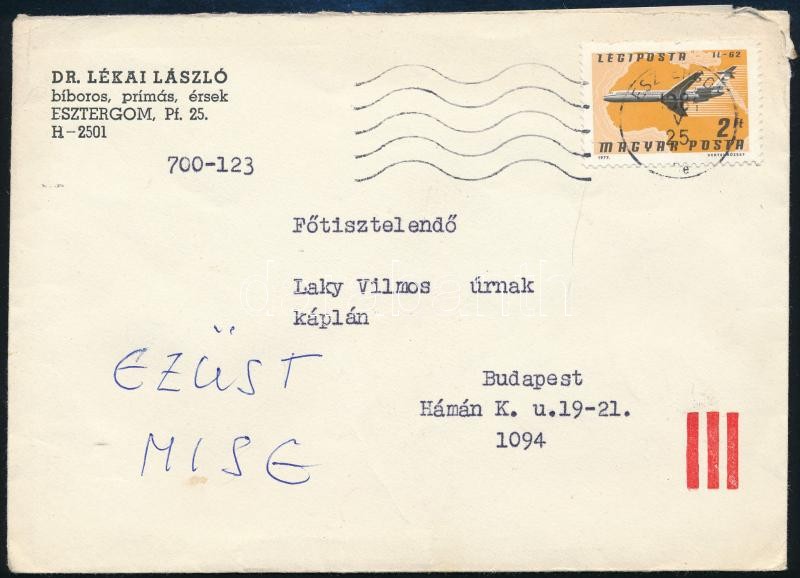 DR. LÉKAI LÁSZLÓ
bíboros, prímás, érsek
ESZTERGOM, Pf. 25.
H-2501
700-123
LÉGIPOSTA IL-62
2 Ft
MAGYAR POSTA
1977.
25
Főtisztelendő
Laky Vilmos úrnak
káplán
EZÜST
MISE
Budapest
Hámán K. u.19-21.
1094